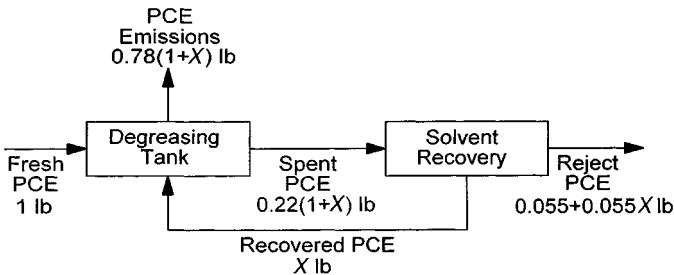 PCE
Emissions
0.78(1+X) lb
Degreasing
Tank
Solvent
Recovery
Fresh
PCE
1 lb
Spent
PCE
0.22(1+X) lb
Reject
PCE
0.055+0.055X lb
Recovered PCE
X lb